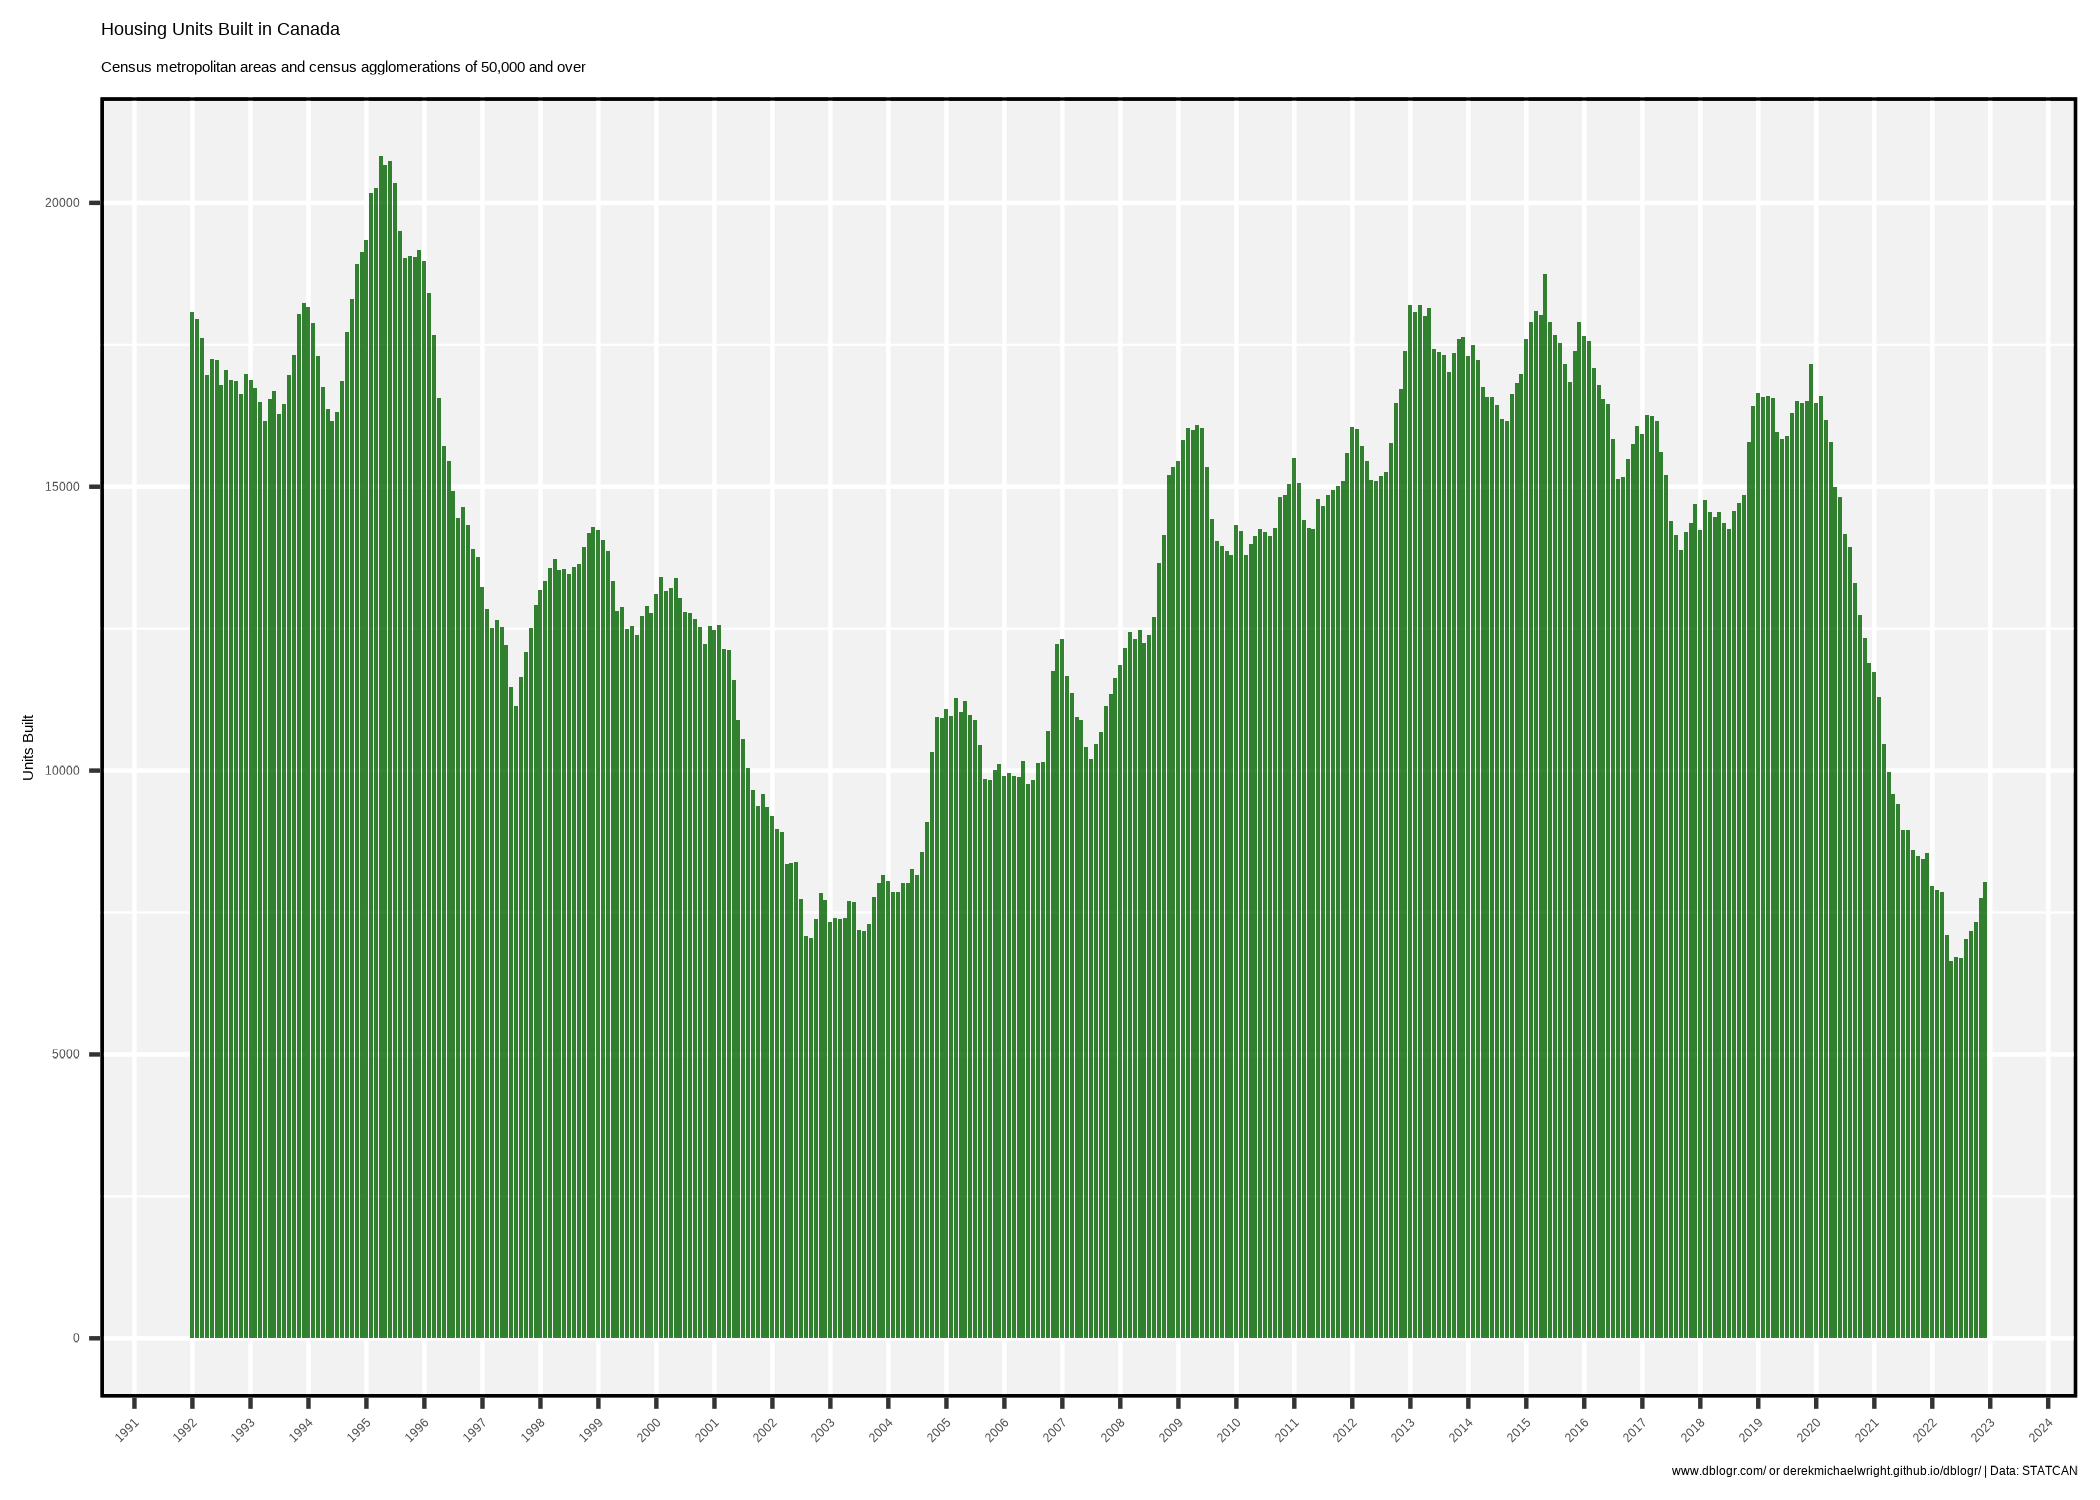 Housing Units Built in Canada
Census metropolitan areas and census agglomerations of 50,000 and over
Units Built
20000
15000
10000
5000
0
1991 1992 1993 1994 1995 1996 1997 1998 1999 2000 2001 2002 2003 2004 2005 2006 2007 2008 2009 2010 2011 2012 2013 2014 2015 2016 2017 2018 2019 2020 2021 2022 2023 2024
www.dblogr.com/ or derekmichaelwright.github.io/dblogr/ | Data: STATCAN